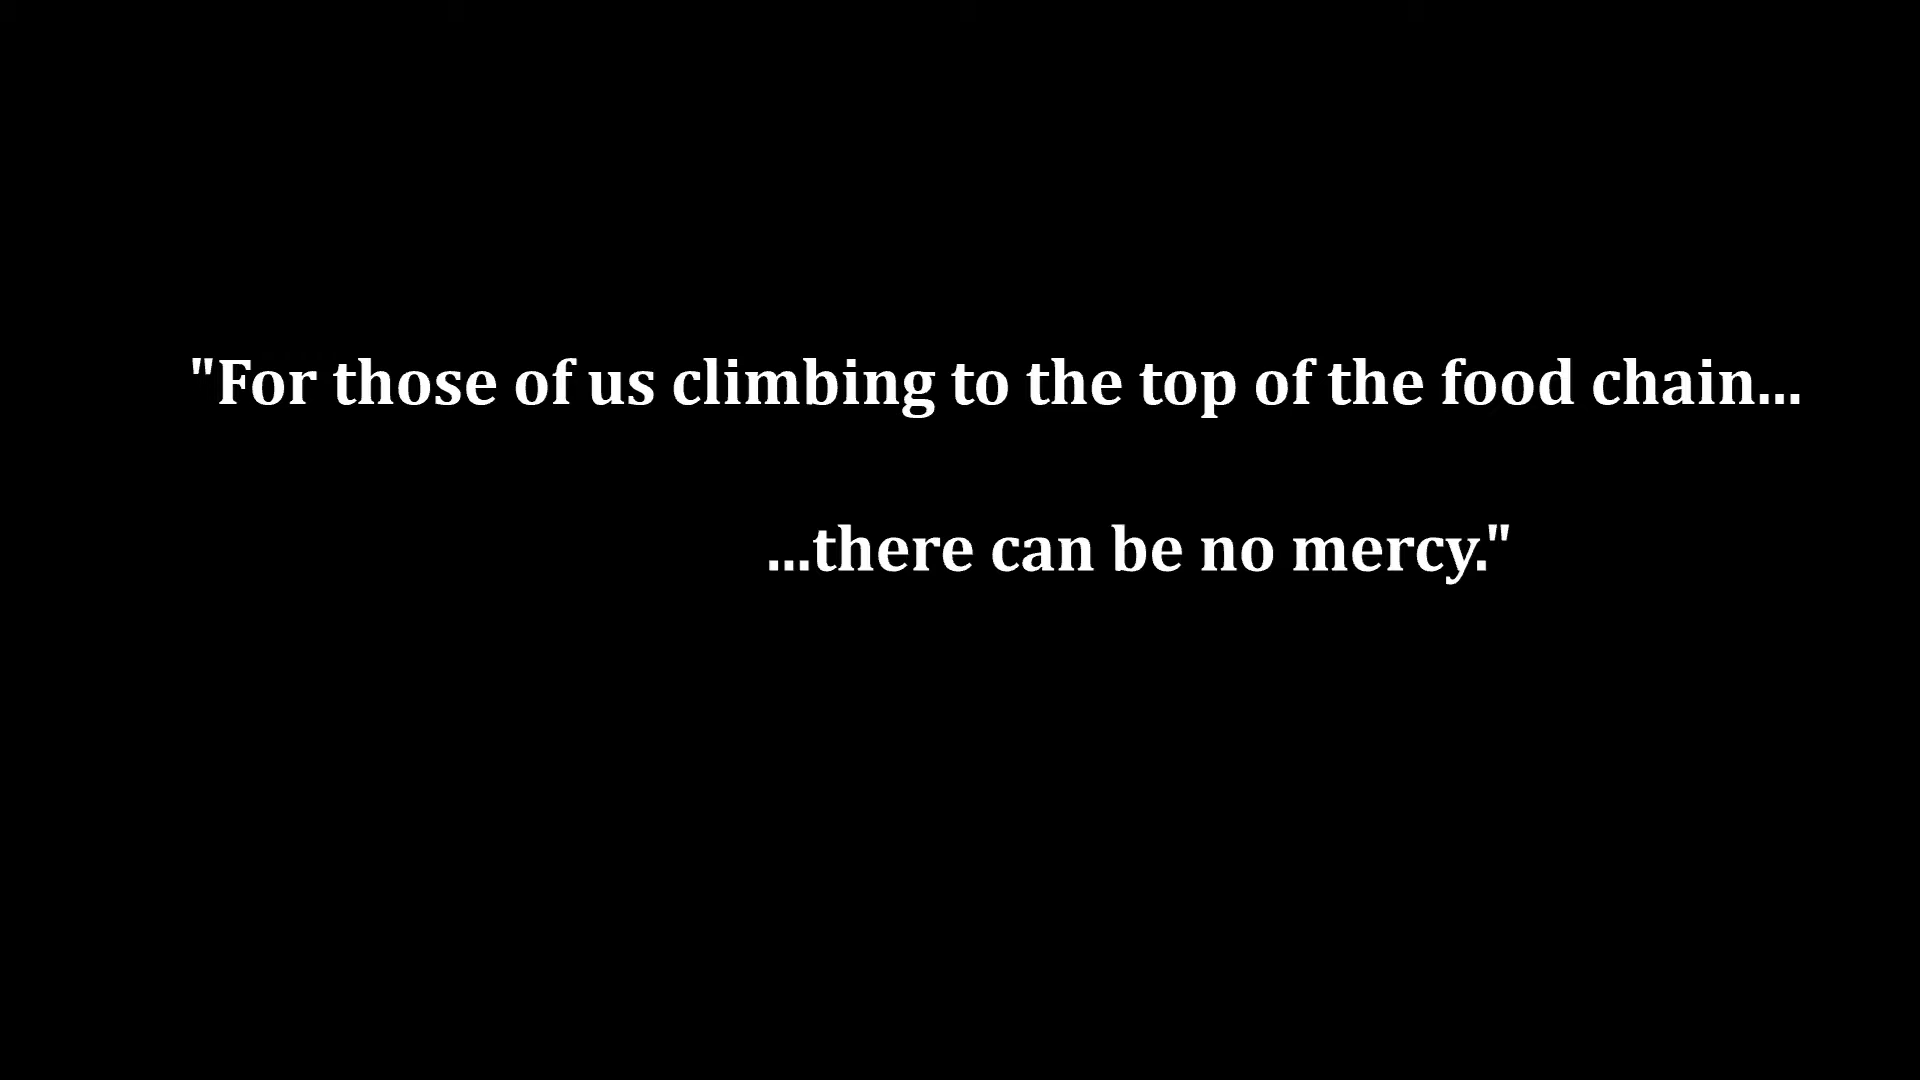 "For those of us climbing to the top of the food chain...
...there can be no mercy."